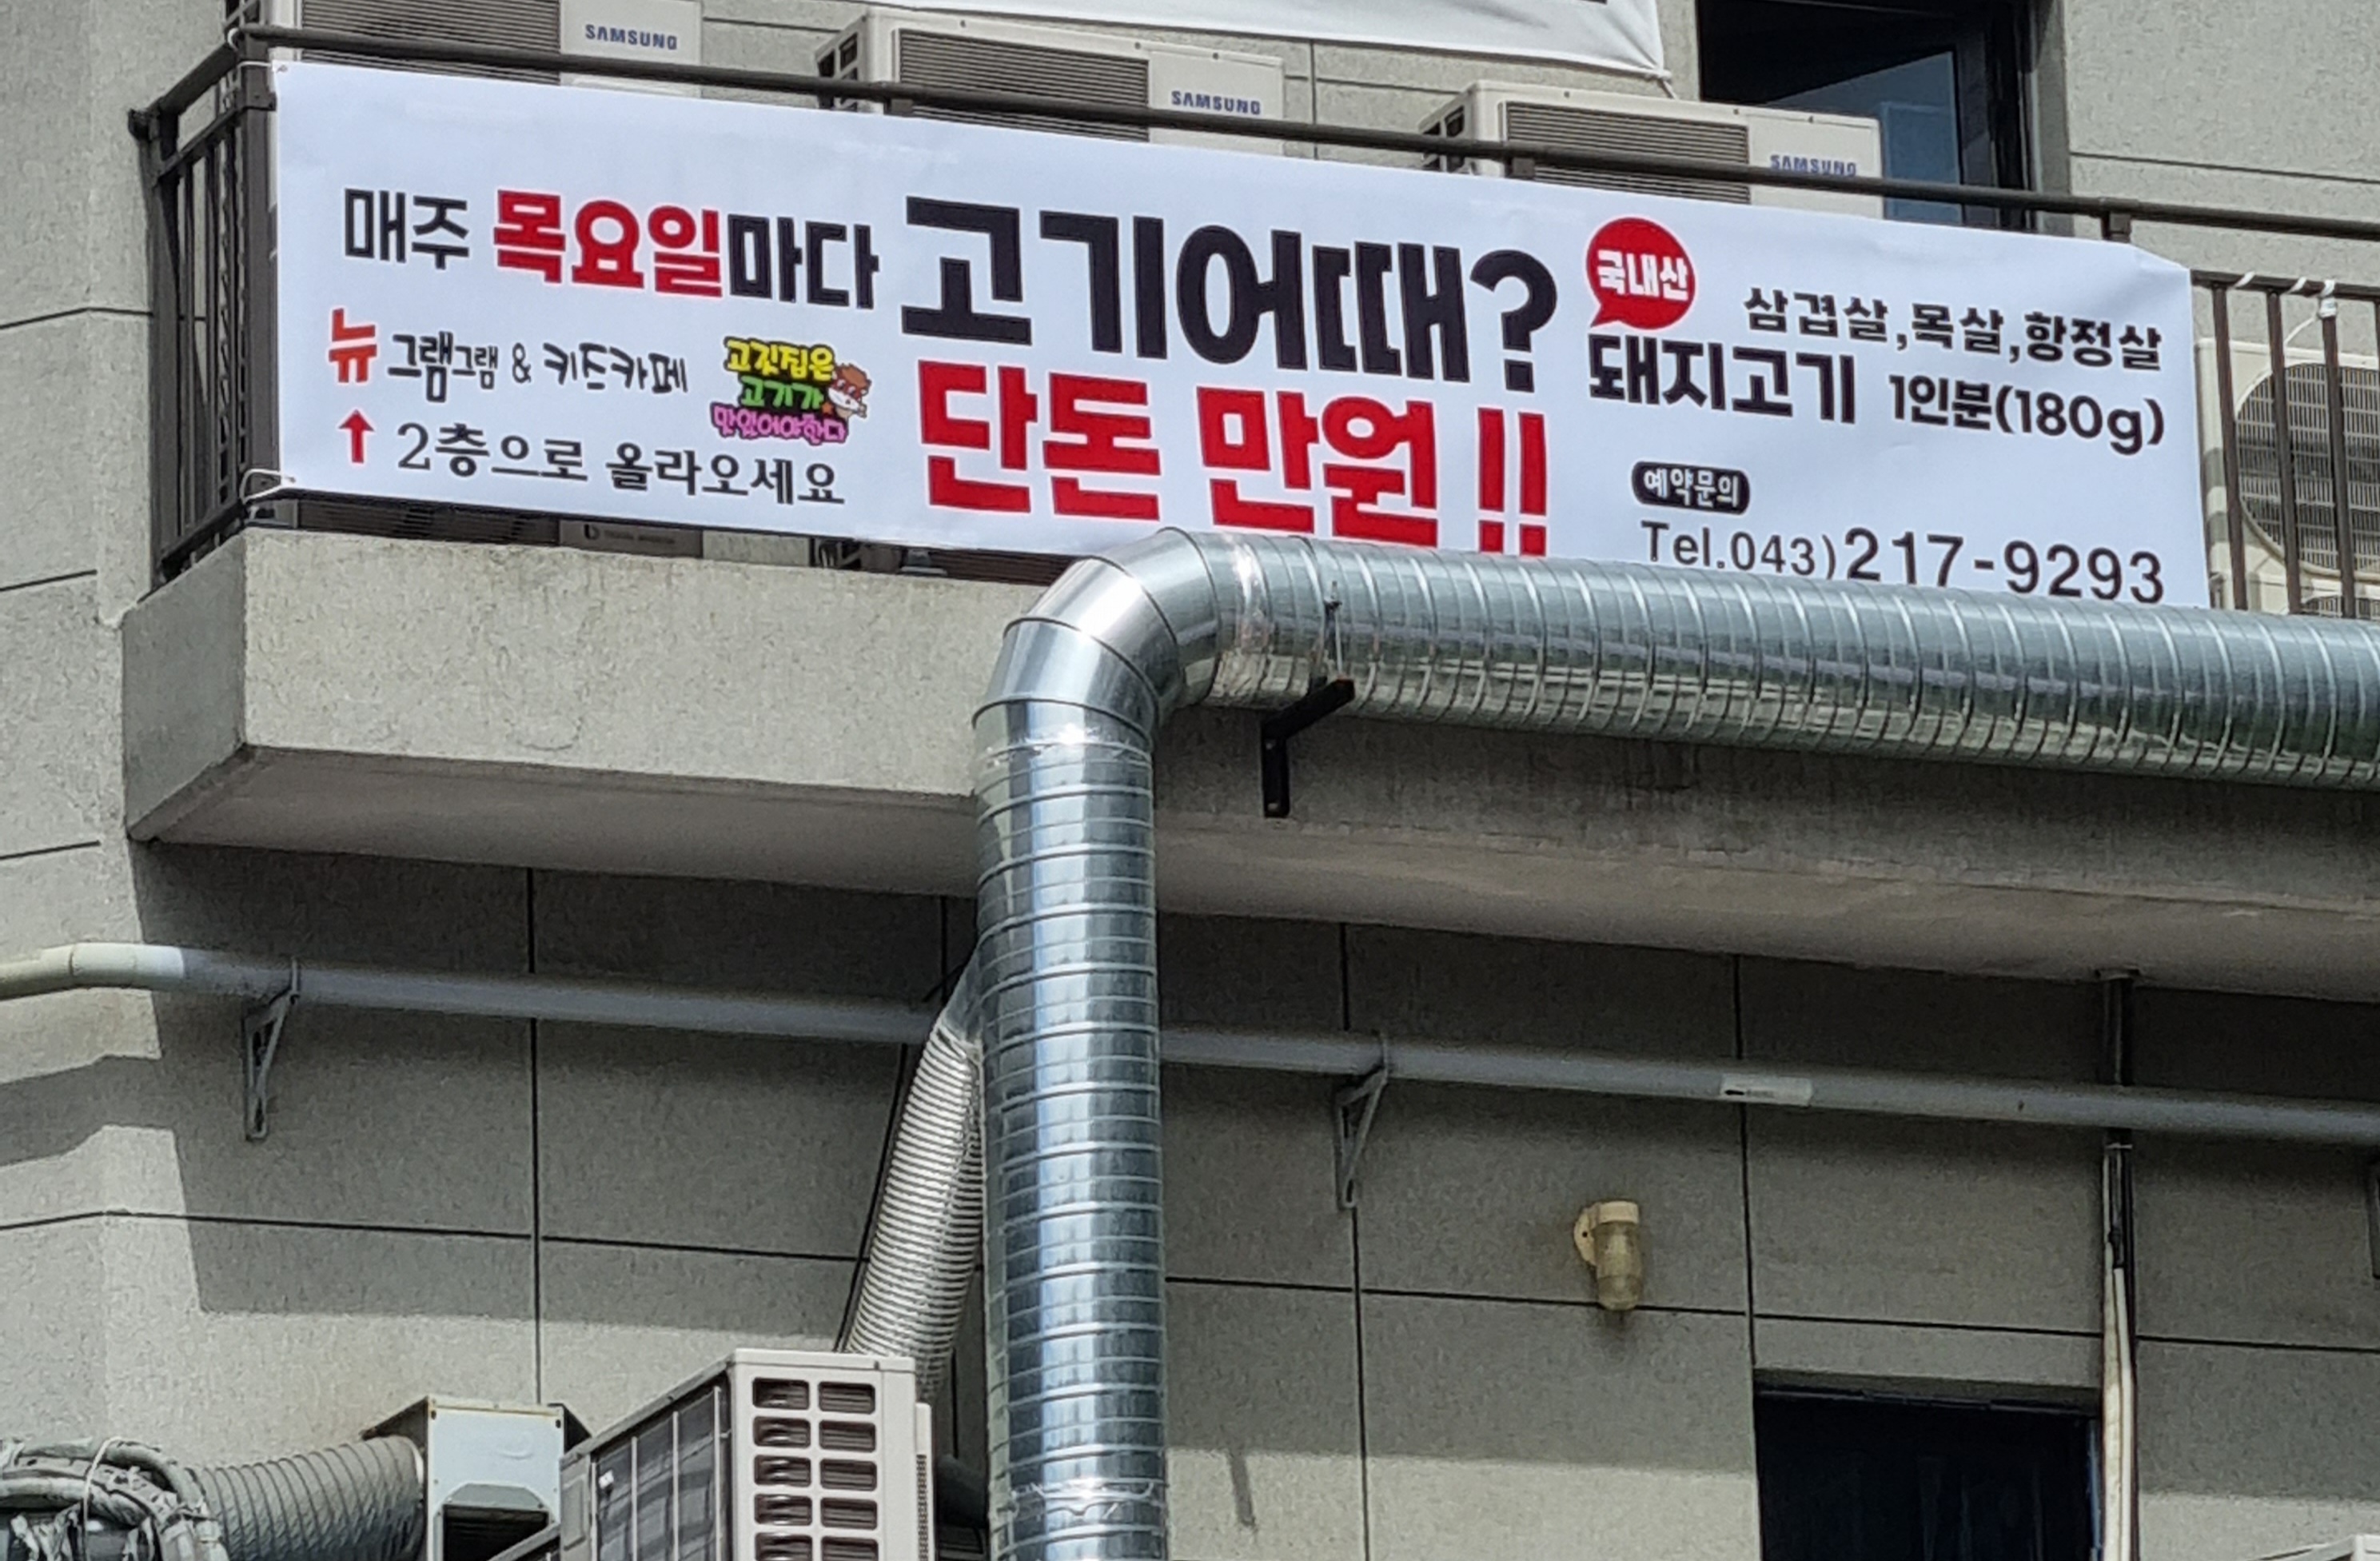 SAMSUNG
SAMSUNG
SAMSUNG
매주 목요일마다
뉴그램그램 & 키즈카페
고깃집은
고기가
맛있어야한다
↑ 2층으로 올라오세요
고기어때?
단돈 만원!!
국내산
돼지고기
삼겹살,목살,항정살
1인분(180g)
예약문의
Tel.043)217-9293